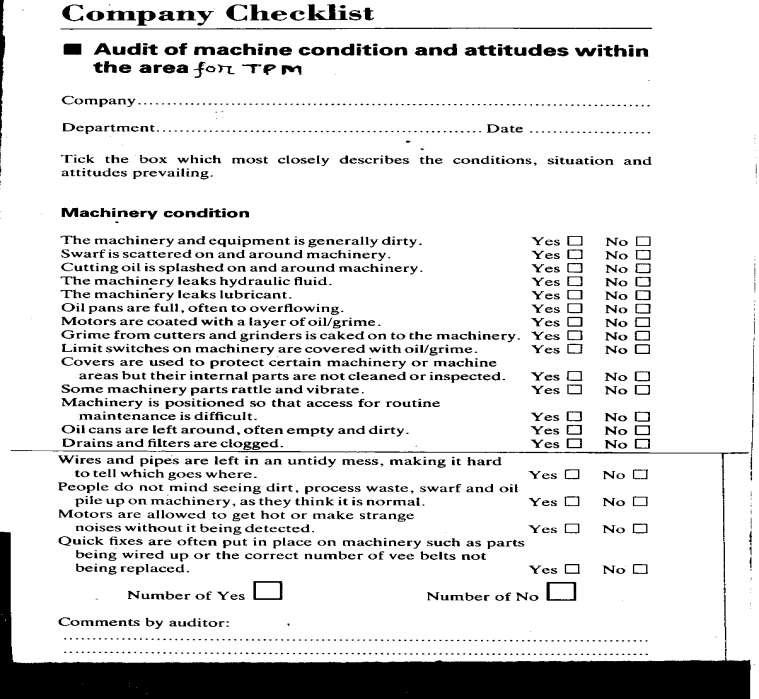 Company Checklist
■ Audit of machine condition and attitudes within
the area for TPM
Company..........................................................................
Department................................................ Date ....................
Tick the box which most closely describes the conditions, situation and
attitudes prevailing.
Machinery condition
The machinery and equipment is generally dirty. Yes □ No □
Swarf is scattered on and around machinery. Yes □ No □
Cutting oil is splashed on and around machinery. Yes □ No □
The machinery leaks hydraulic fluid. Yes □ No □
The machinery leaks lubricant. Yes □ No □
Oil pans are full, often to overflowing. Yes □ No □
Motors are coated with a layer of oil/grime. Yes □ No □
Grime from cutters and grinders is caked on to the machinery. Yes □ No □
Limit switches on machinery are covered with oil/grime. Yes □ No □
Covers are used to protect certain machinery or machine
areas but their internal parts are not cleaned or inspected. Yes □ No □
Some machinery parts rattle and vibrate. Yes □ No □
Machinery is positioned so that access for routine
maintenance is difficult. Yes □ No □
Oil cans are left around, often empty and dirty. Yes □ No □
Drains and filters are clogged. Yes □ No □
Wires and pipes are left in an untidy mess, making it hard
to tell which goes where. Yes □ No □
People do not mind seeing dirt, process waste, swarf and oil
pile up on machinery, as they think it is normal. Yes □ No □
Motors are allowed to get hot or make strange
noises without it being detected. Yes □ No □
Quick fixes are often put in place on machinery such as parts
being wired up or the correct number of vee belts not
being replaced. Yes □ No □
Number of Yes □ Number of No □
Comments by auditor:
..........................................................................................
..........................................................................................